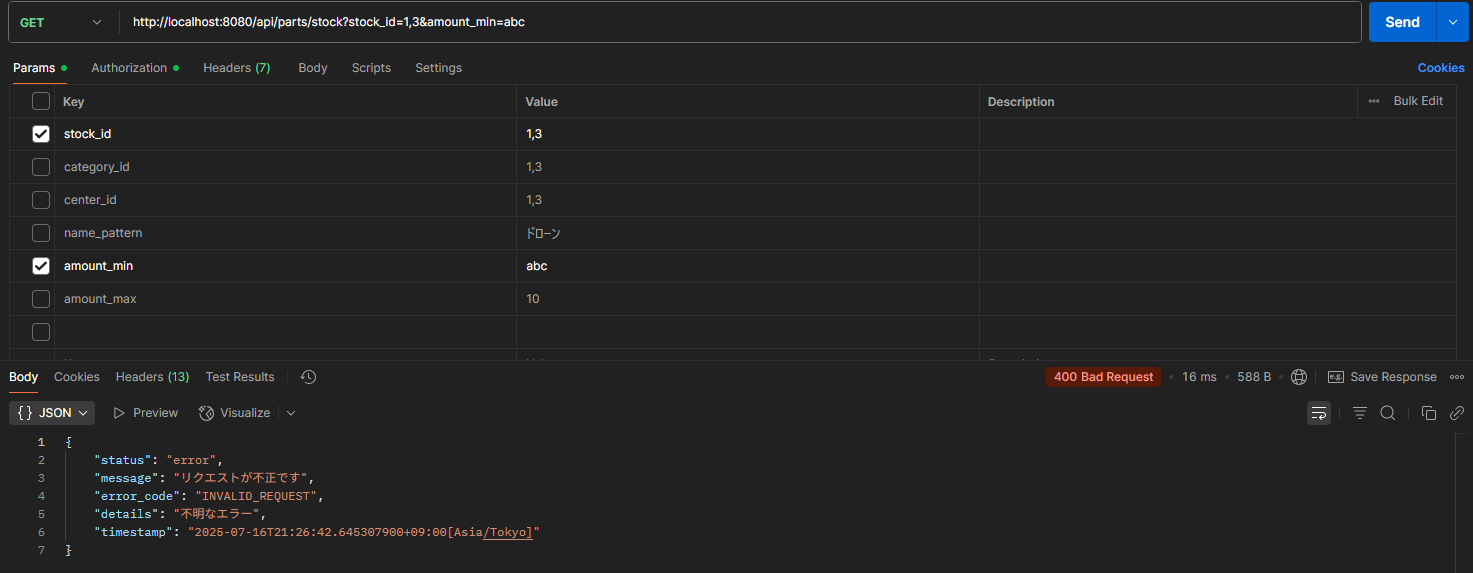 GET http://localhost:8080/api/parts/stock?stock_id=1,3&amount_min=abc Send
Params Authorization Headers (7) Body Scripts Settings Cookies
Key Value Description Bulk Edit
stock_id 1,3
category_id 1,3
center_id 1,3
name_pattern ドローン
amount_min abc
amount_max 10
Body Cookies Headers (13) Test Results 400 Bad Request 16 ms 588 B e.g. Save Response
{} JSON Preview Visualize
1 {
2 "status": "error",
3 "message": "リクエストが不正です",
4 "error_code": "INVALID_REQUEST",
5 "details": "不明なエラー",
6 "timestamp": "2025-07-16T21:26:42.645307900+09:00[Asia/Tokyo]"
7 }